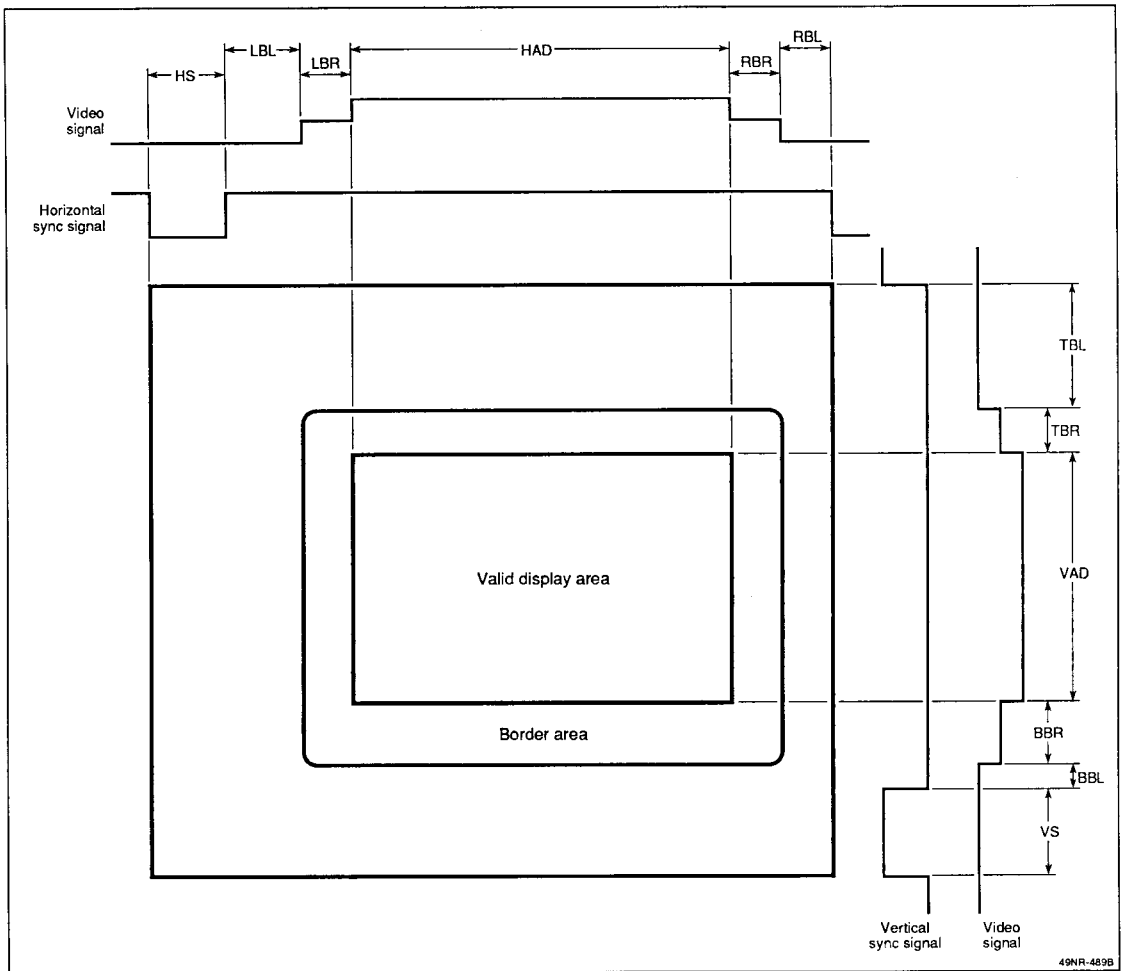 RBL
LBL
HAD
LBR
RBR
HS
Video
signal
Horizontal
sync signal
TBL
TBR
VAD
Valid display area
BBR
Border area
BBL
VS
Vertical
sync signal
Video
signal
49NR-489B